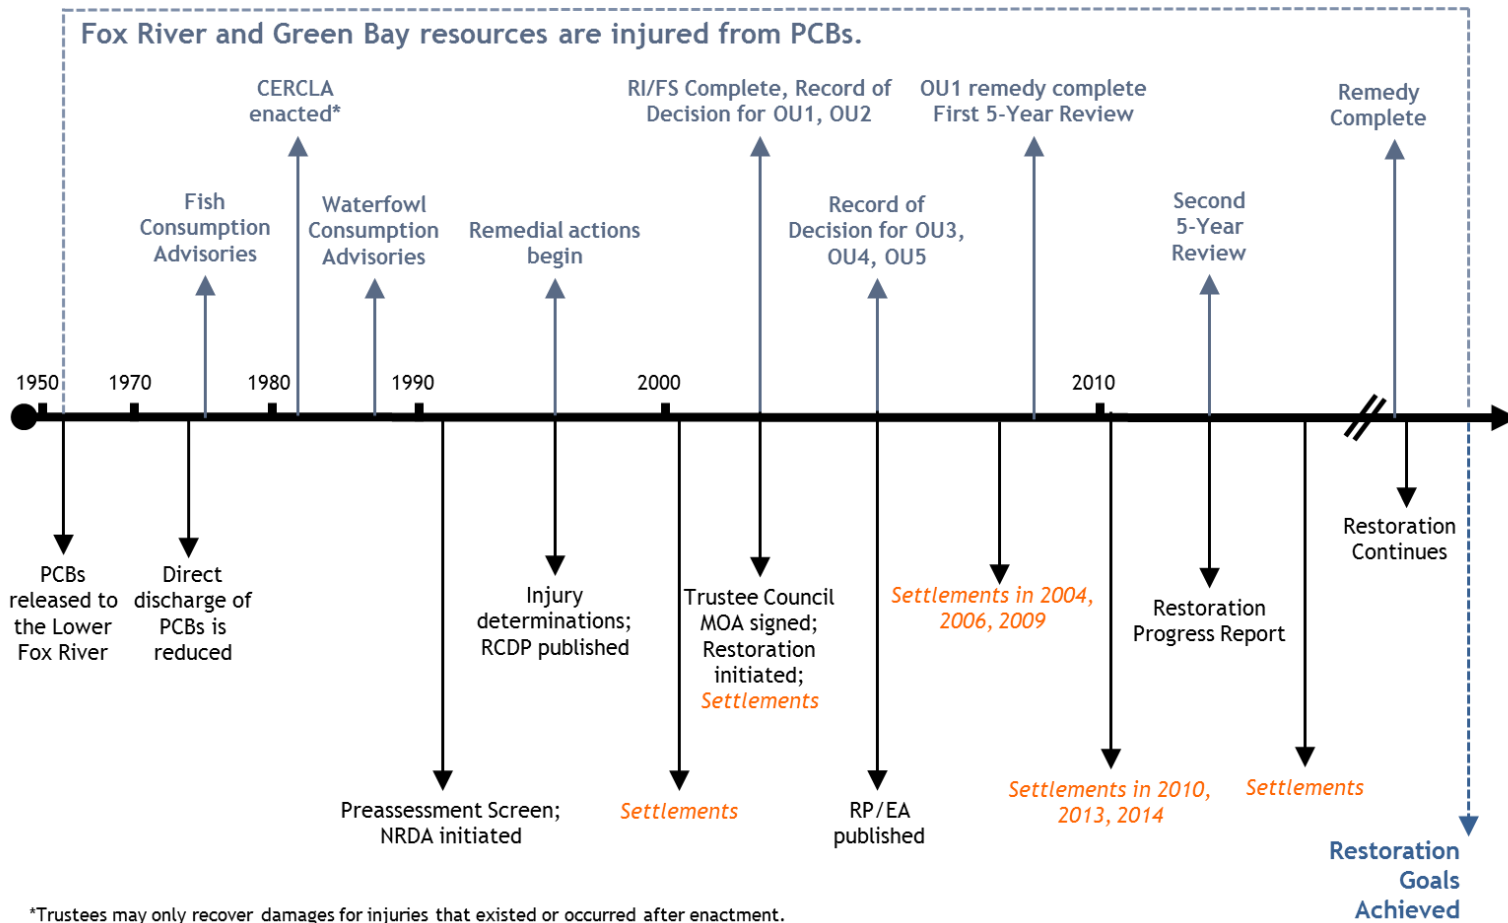 Fox River and Green Bay resources are injured from PCBs.
CERCLA
enacted*
RI/FS Complete, Record of
Decision for OU1, OU2
OU1 remedy complete
First 5-Year Review
Remedy
Complete
Fish
Consumption
Advisories
Waterfowl
Consumption
Advisories
Remedial actions
begin
Record of
Decision for OU3,
OU4, OU5
Second
5-Year
Review
1950
1970
1980
1990
2000
2010
PCBs
released to
the Lower
Fox River
Direct
discharge of
PCBs is
reduced
Preassessment Screen;
NRDA initiated
Injury
determinations;
RCDP published
Settlements
Trustee Council
MOA signed;
Restoration
initiated;
Settlements
RP/EA
published
Settlements in 2004,
2006, 2009
Settlements in 2010,
2013, 2014
Restoration
Progress Report
Settlements
Restoration
Continues
Restoration
Goals
Achieved
*Trustees may only recover damages for injuries that existed or occurred after enactment.